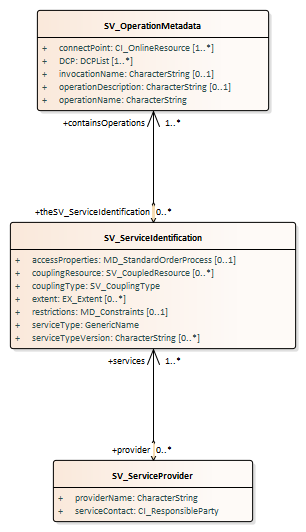 SV_OperationMetadata
+ connectPoint: CI_OnlineResource [1..*]
+ DCP: DCPList [1..*]
+ invocationName: CharacterString [0..1]
+ operationDescription: CharacterString [0..1]
+ operationName: CharacterString
+containsOperations 1..*
+theSV_ServiceIdentification 0..*
SV_ServiceIdentification
+ accessProperties: MD_StandardOrderProcess [0..1]
+ couplingResource: SV_CoupledResource [0..*]
+ couplingType: SV_CouplingType
+ extent: EX_Extent [0..*]
+ restrictions: MD_Constraints [0..1]
+ serviceType: GenericName
+ serviceTypeVersion: CharacterString [0..*]
+services 1..*
+provider 0..*
SV_ServiceProvider
+ providerName: CharacterString
+ serviceContact: CI_ResponsibleParty